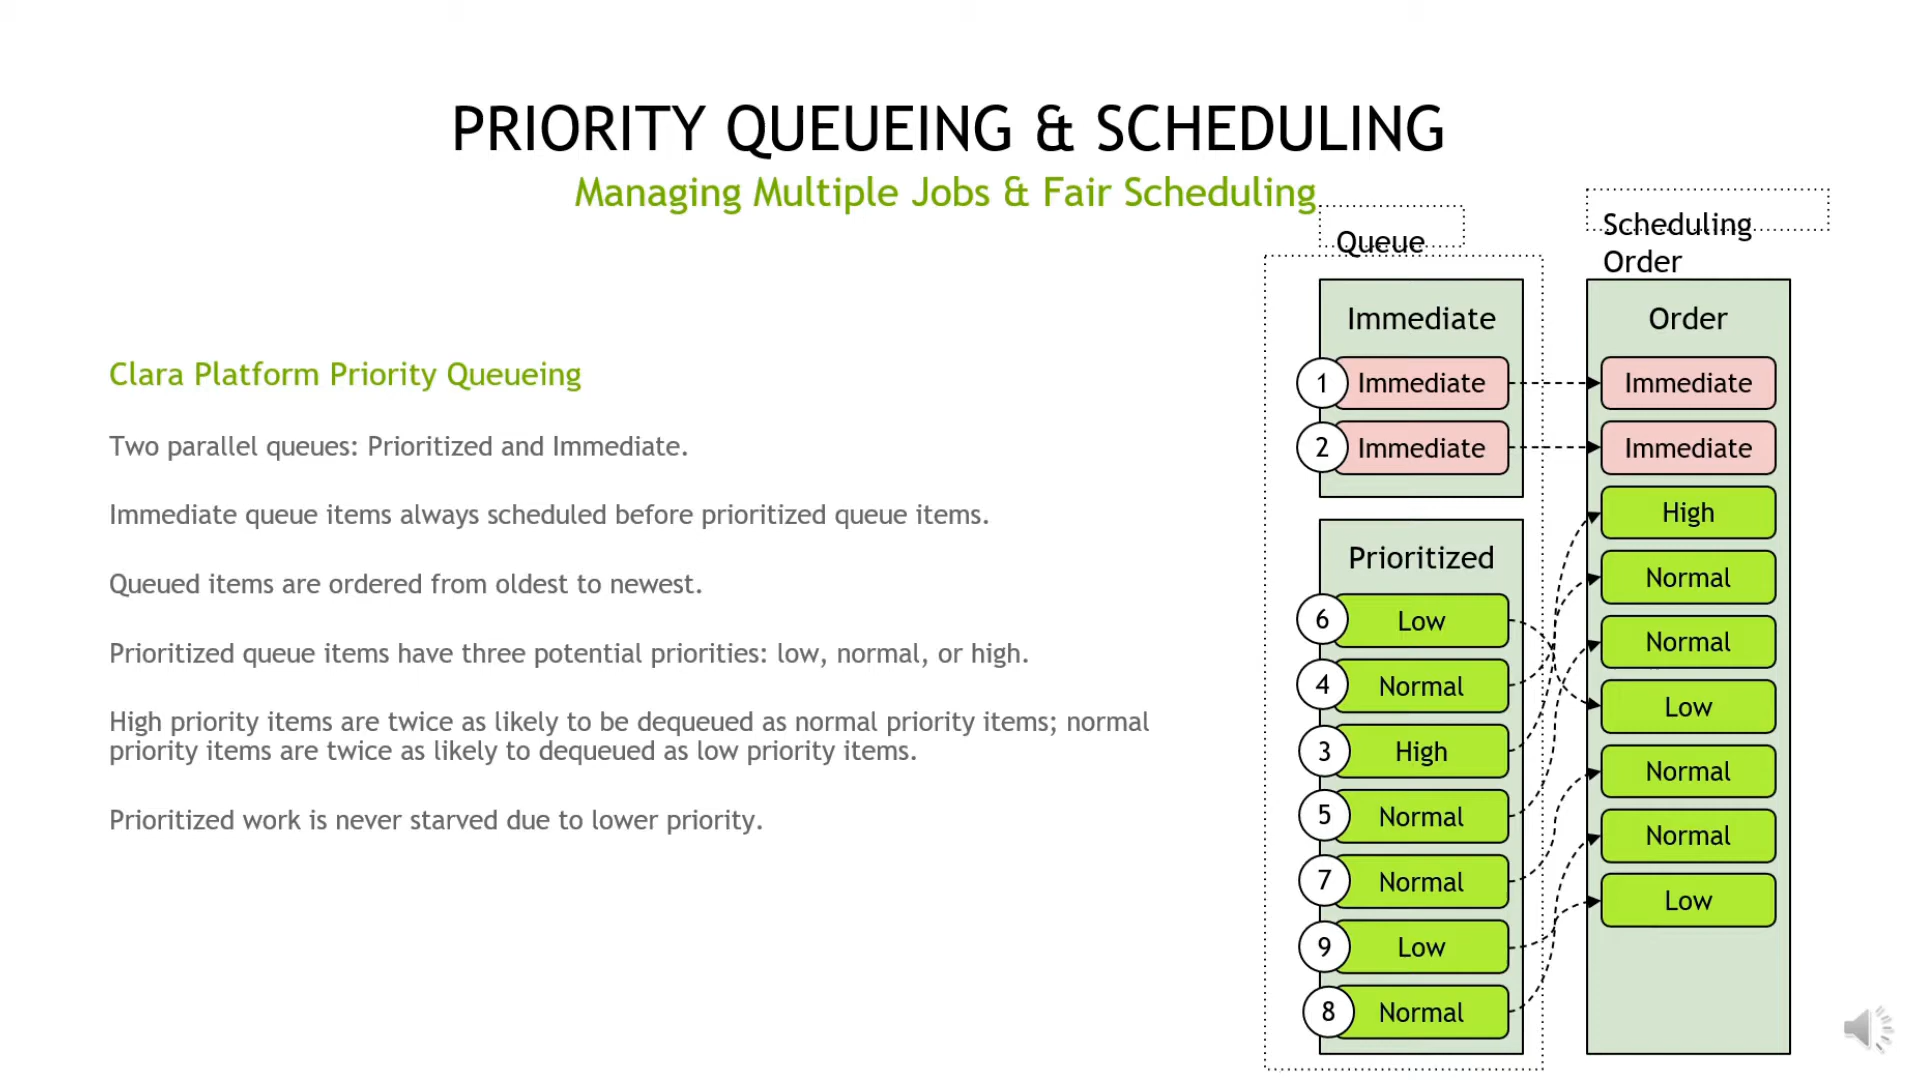 PRIORITY QUEUEING & SCHEDULING
Managing Multiple Jobs & Fair Scheduling
Clara Platform Priority Queueing
Two parallel queues: Prioritized and Immediate.
Immediate queue items always scheduled before prioritized queue items.
Queued items are ordered from oldest to newest.
Prioritized queue items have three potential priorities: low, normal, or high.
High priority items are twice as likely to be dequeued as normal priority items; normal
priority items are twice as likely to dequeued as low priority items.
Prioritized work is never starved due to lower priority.
Queue
Immediate
1 Immediate
2 Immediate
Prioritized
6 Low
4 Normal
3 High
5 Normal
7 Normal
9 Low
8 Normal
Scheduling
Order
Order
Immediate
Immediate
High
Normal
Normal
Low
Normal
Normal
Low